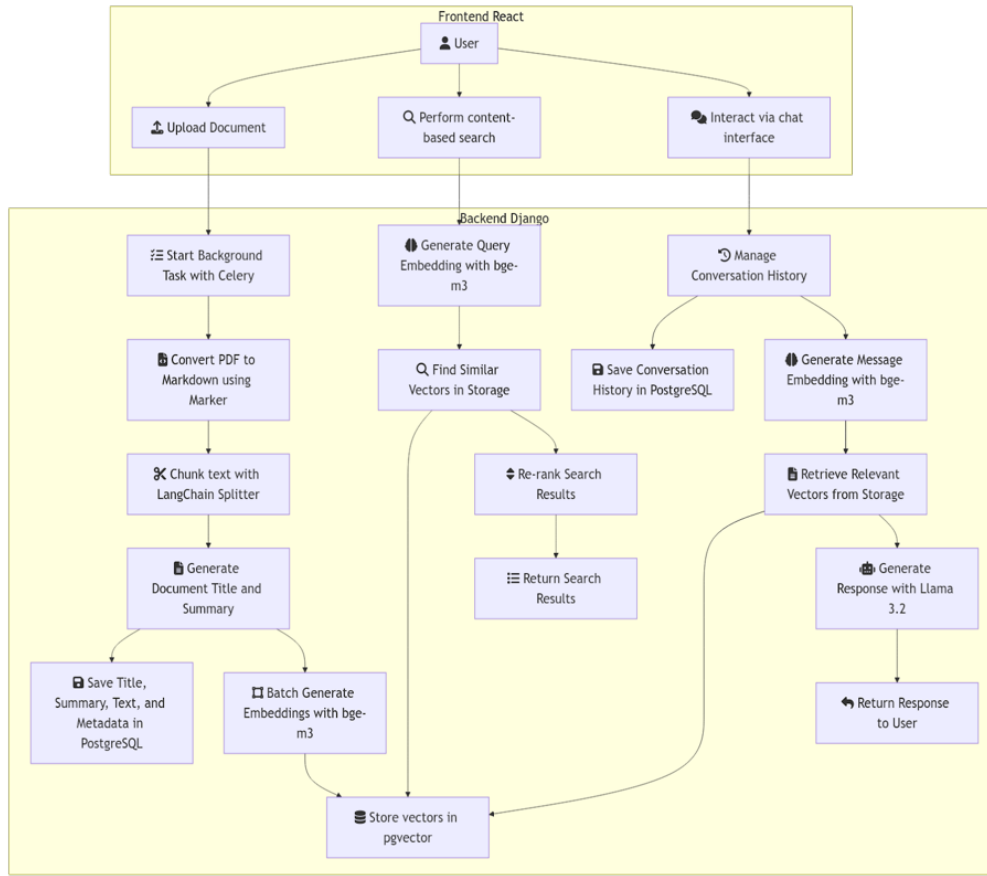 Frontend React
User
Upload Document
Perform content-
based search
Interact via chat
interface
Backend Django
Start Background
Task with Celery
Convert PDF to
Markdown using
Marker
Chunk text with
LangChain Splitter
Generate
Document Title and
Summary
Save Title,
Summary, Text, and
Metadata in
PostgreSQL
Batch Generate
Embeddings with bge-
m3
Store vectors in
pgvector
Generate Query
Embedding with bge-
m3
Find Similar
Vectors in Storage
Re-rank Search
Results
Return Search
Results
Manage
Conversation History
Save Conversation
History in PostgreSQL
Generate Message
Embedding with bge-
m3
Retrieve Relevant
Vectors from Storage
Generate
Response with Llama
3.2
Return Response
to User